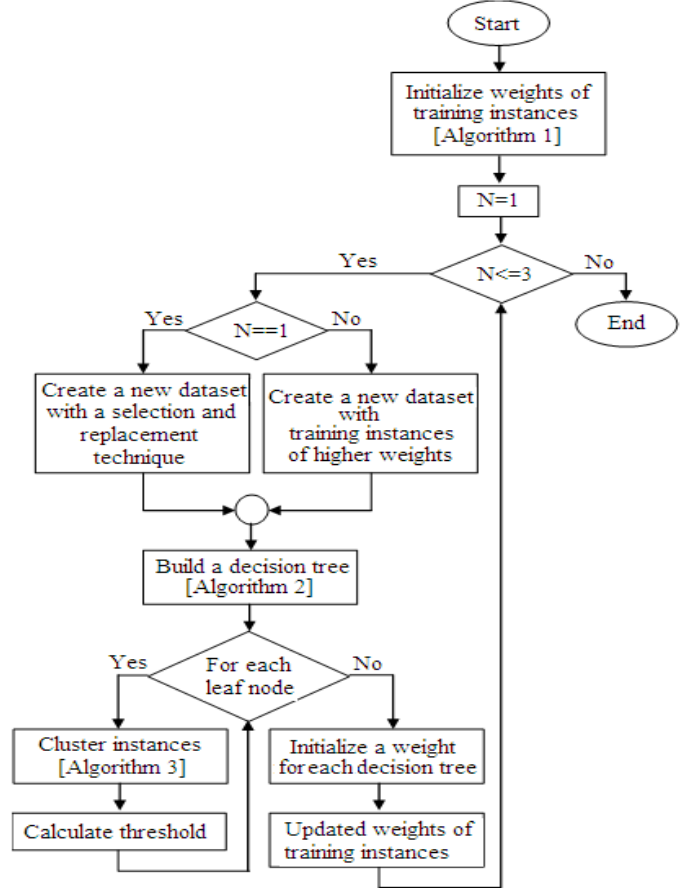 Start
Initialize weights of
training instances
[Algorithm 1]
N=1
N<=3
Yes
No
End
N==1
Yes
No
Create a new dataset
with a selection and
replacement
technique
Create a new dataset
with
training instances
of higher weights
Build a decision tree
[Algorithm 2]
For each
leaf node
Yes
No
Cluster instances
[Algorithm 3]
Calculate threshold
Initialize a weight
for each decision tree
Updated weights of
training instances